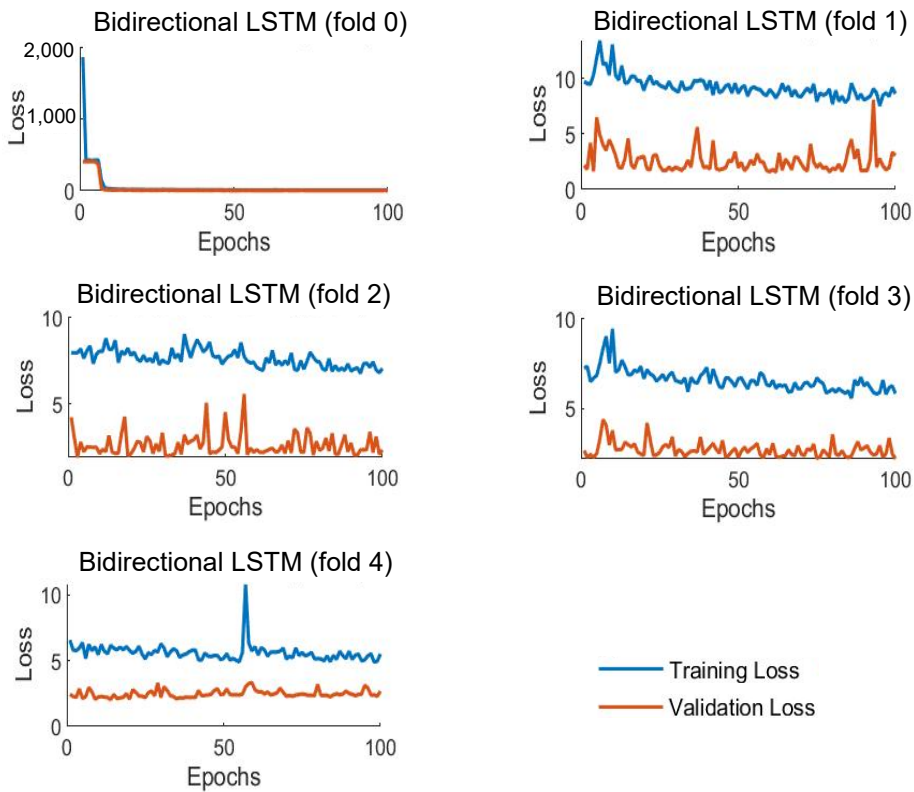 Bidirectional LSTM (fold 0)
2,000
1,000
0
Loss
0 50 100
Epochs
Bidirectional LSTM (fold 1)
10
5
0
Loss
0 50 100
Epochs
Bidirectional LSTM (fold 2)
10
5
Loss
0 50 100
Epochs
Bidirectional LSTM (fold 3)
10
5
Loss
0 50 100
Epochs
Bidirectional LSTM (fold 4)
10
5
0
Loss
0 50 100
Epochs
Training Loss
Validation Loss